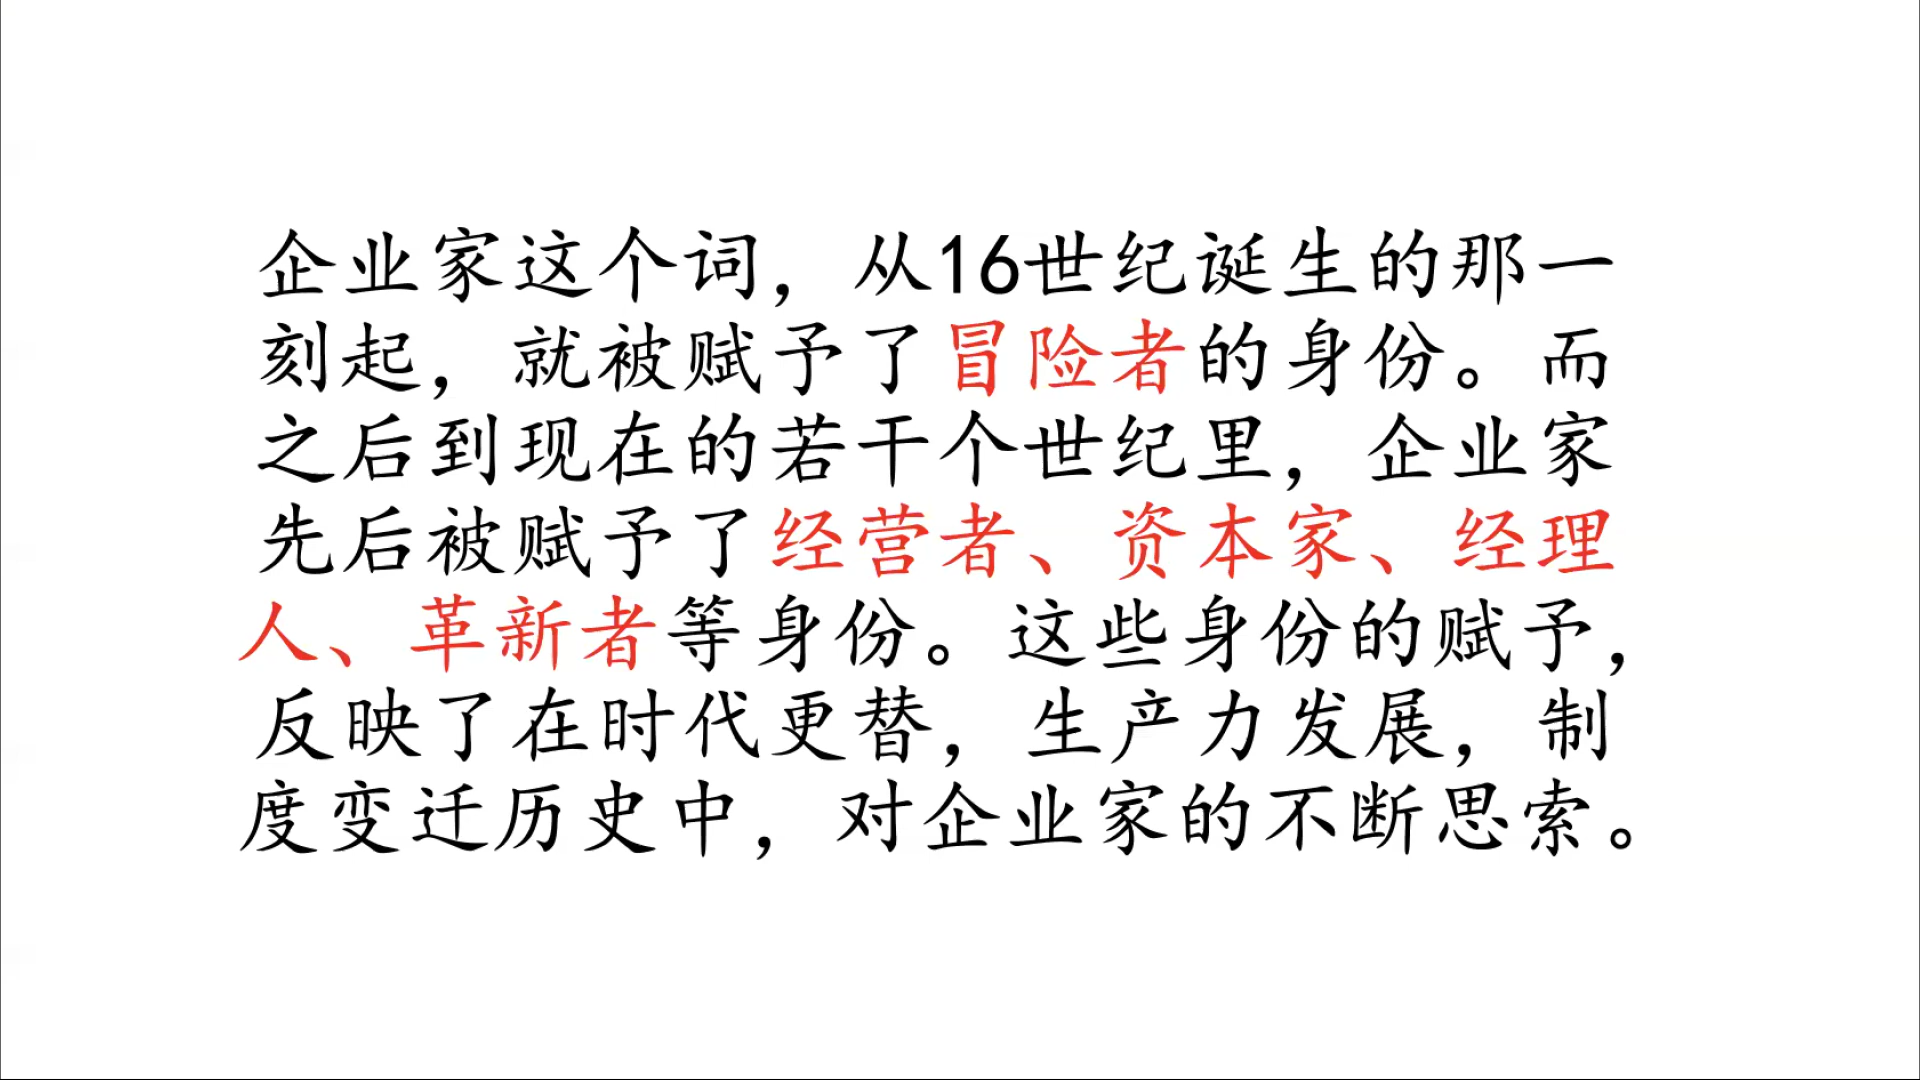 企业家这个词，从16世纪诞生的那一
刻起，就被赋予了冒险者的身份。而
之后到现在的若干个世纪里，企业家
先后被赋予了经营者、资本家、经理
人、革新者等身份。这些身份的赋予，
反映了在时代更替，生产力发展，制
度变迁历史中，对企业家的不断思索。